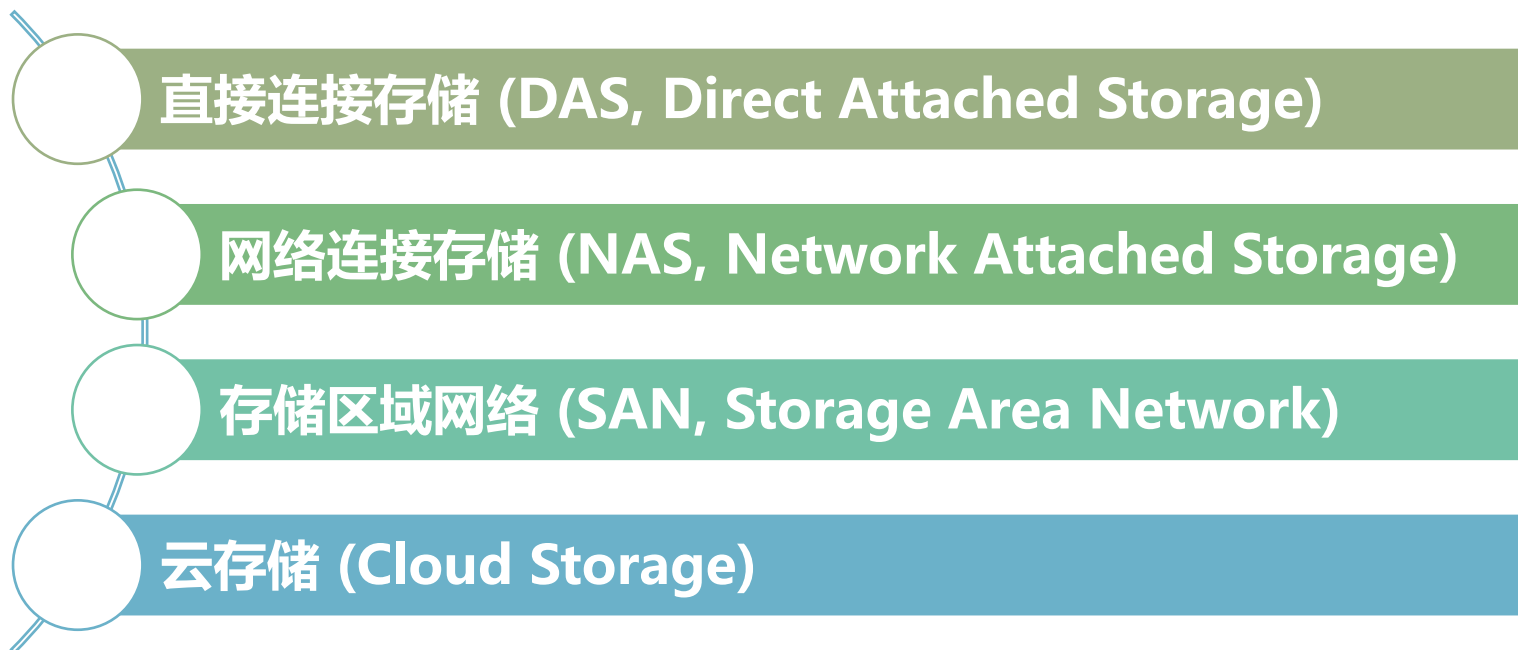 直接连接存储 (DAS, Direct Attached Storage)
网络连接存储 (NAS, Network Attached Storage)
存储区域网络 (SAN, Storage Area Network)
云存储 (Cloud Storage)